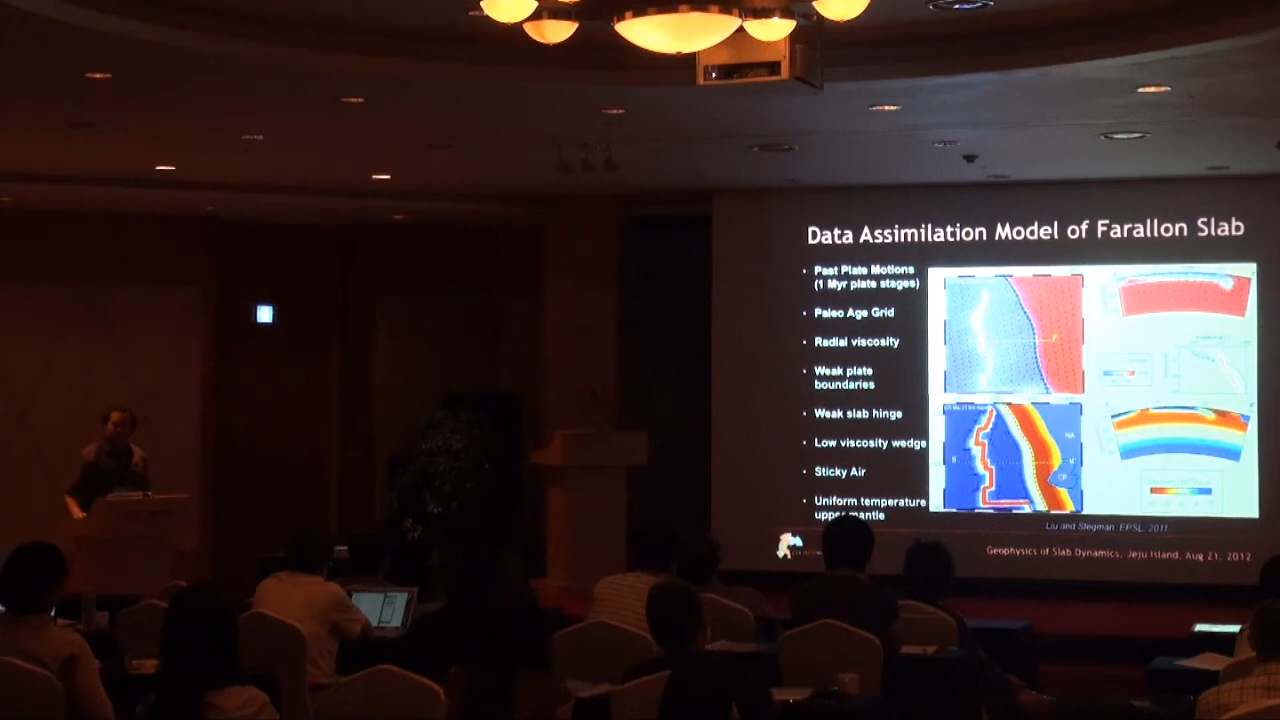 Data Assimilation Model of Farallon Slab
• Past Plate Motions
(1 Myr plate stages)
• Paleo Age Grid
• Radial viscosity
• Weak plate
boundaries
• Weak slab hinge
• Low viscosity wedge
• Sticky Air
• Uniform temperature
upper mantle
NA
CP
Liu and Stegman, EPSL, 2011
Geophysics of Slab Dynamics, Jeju Island, Aug 21, 2012